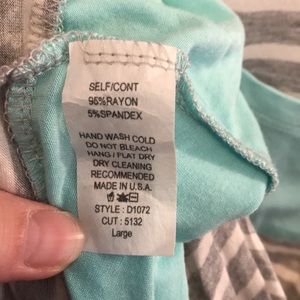 SELF/CONT
95%RAYON
5%SPANDEX
HAND WASH COLD
DO NOT BLEACH
HANG / FLAT DRY
DRY CLEANING
RECOMMENDED
MADE IN U.S.A.
STYLE : D1072
CUT : 5132
Large